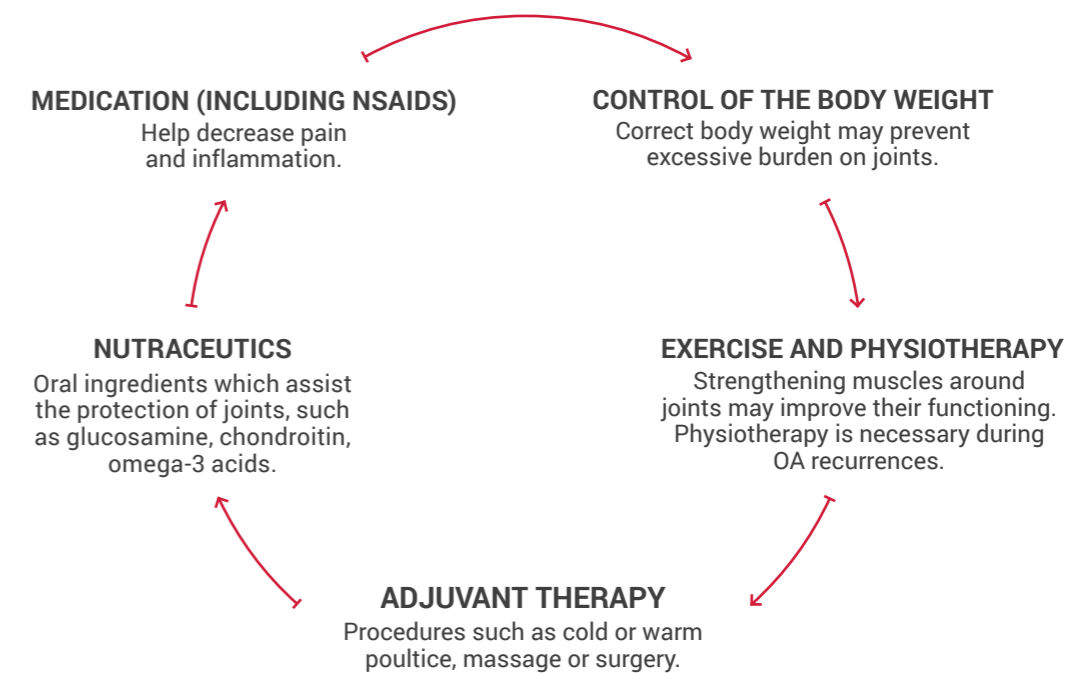 MEDICATION (INCLUDING NSAIDS)
Help decrease pain
and inflammation.
CONTROL OF THE BODY WEIGHT
Correct body weight may prevent
excessive burden on joints.
NUTRACEUTICS
Oral ingredients which assist
the protection of joints, such
as glucosamine, chondroitin,
omega-3 acids.
EXERCISE AND PHYSIOTHERAPY
Strengthening muscles around
joints may improve their functioning.
Physiotherapy is necessary during
OA recurrences.
ADJUVANT THERAPY
Procedures such as cold or warm
poultice, massage or surgery.